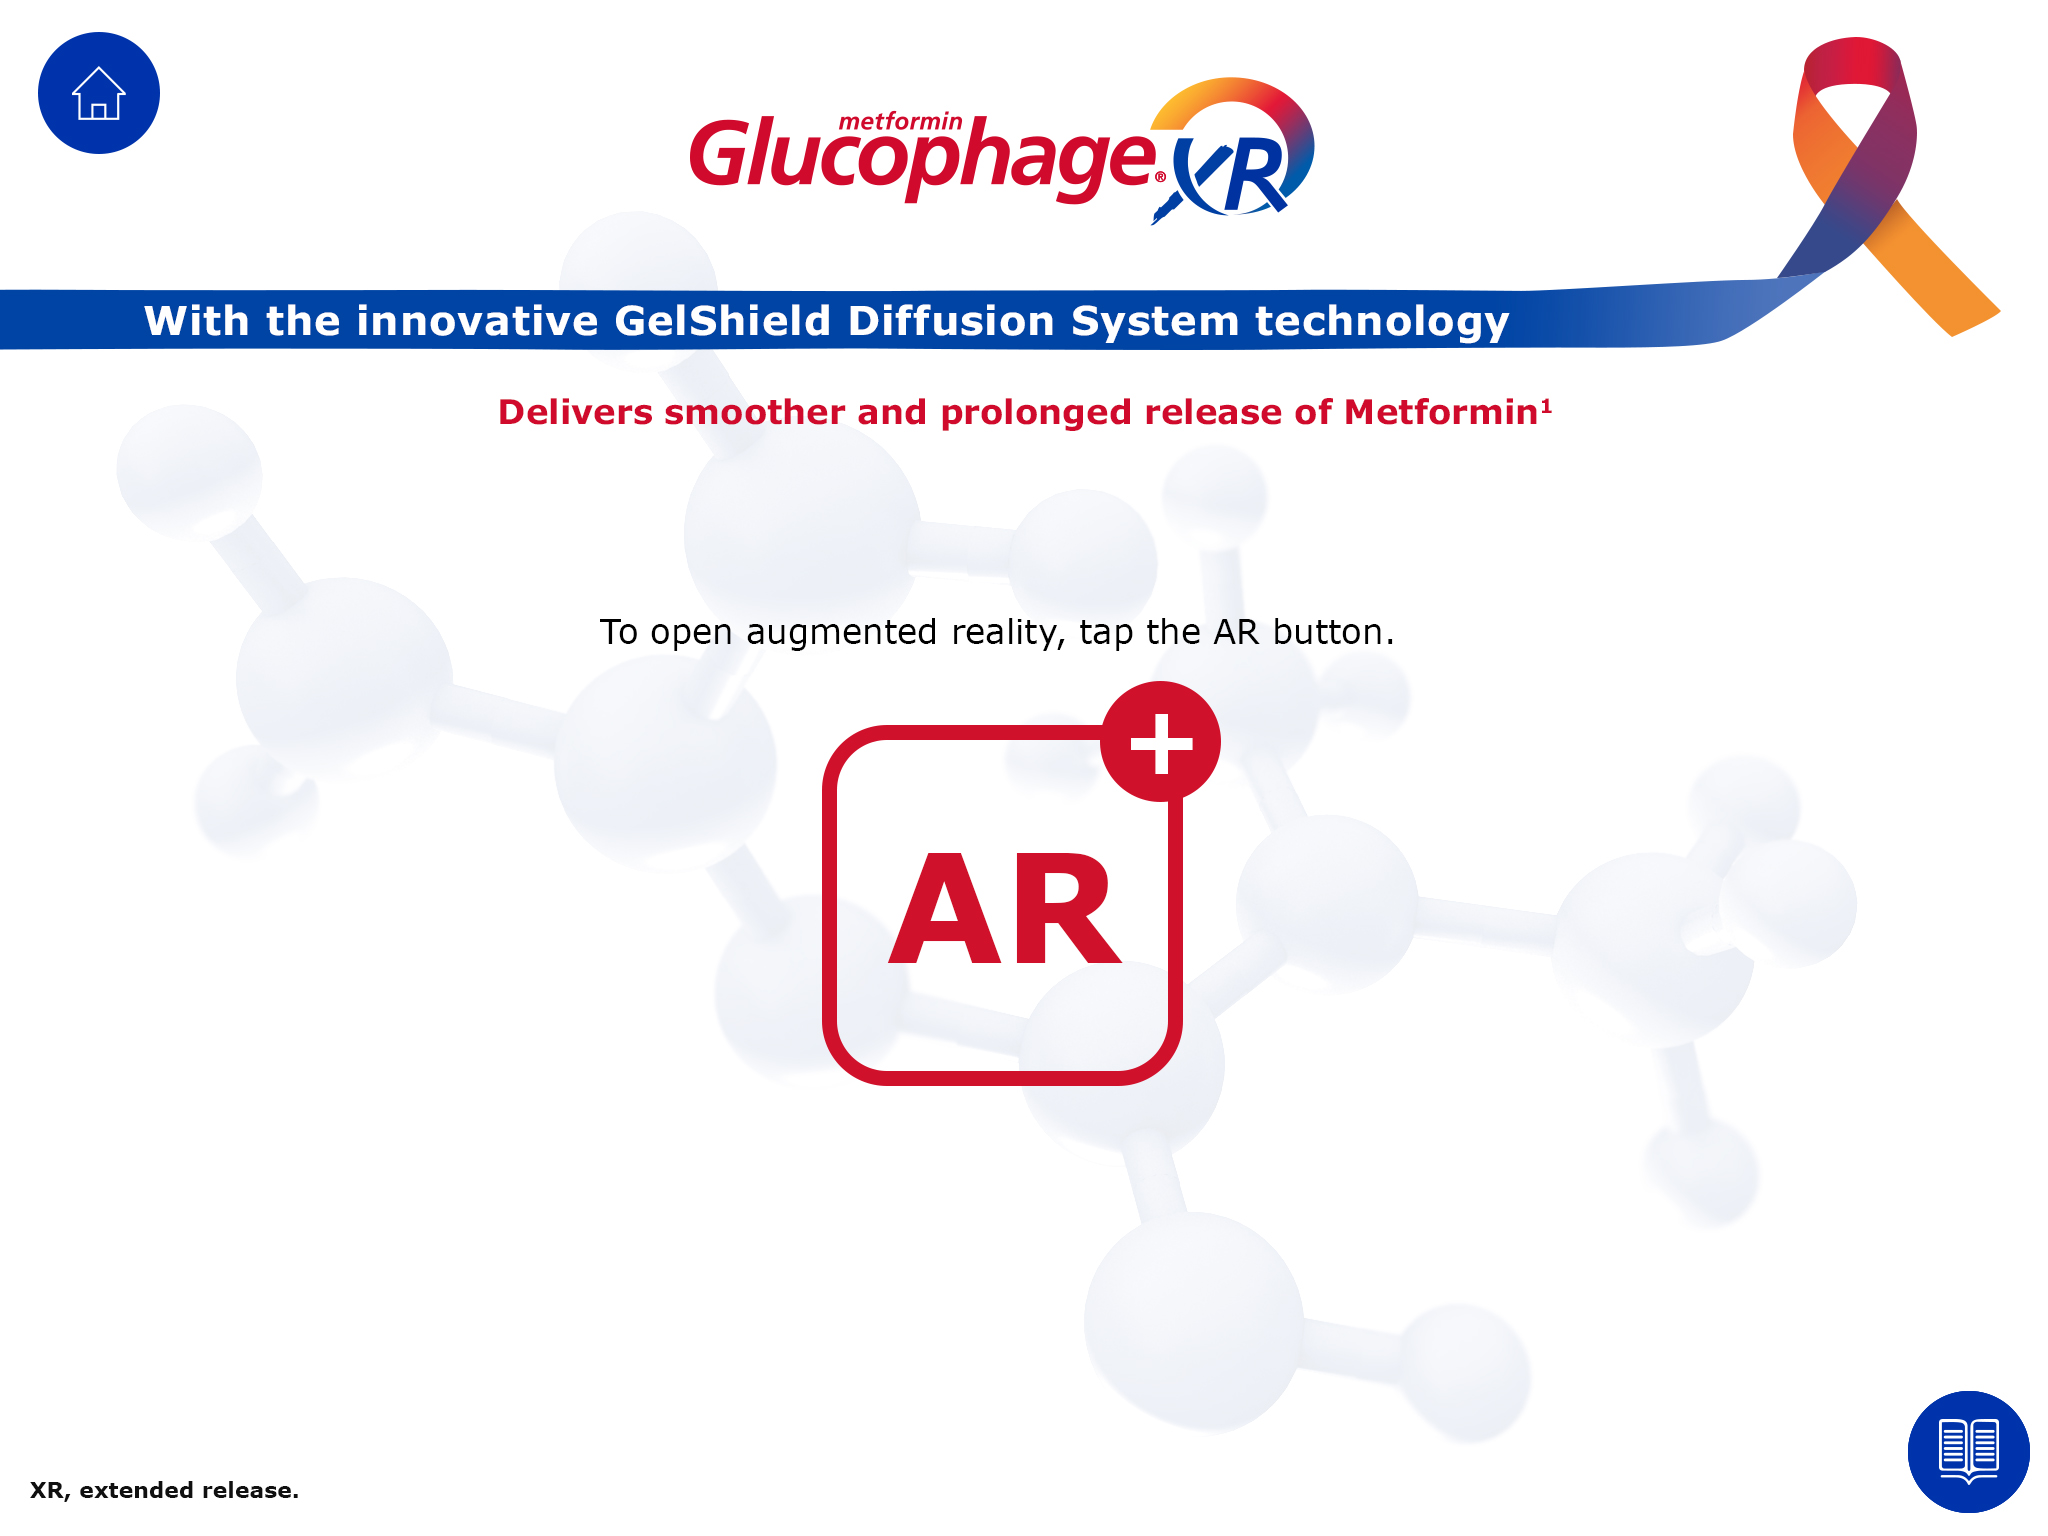 metformin
Glucophage® XR
With the innovative GelShield Diffusion System technology
Delivers smoother and prolonged release of Metformin¹
To open augmented reality, tap the AR button.
+
AR
XR, extended release.